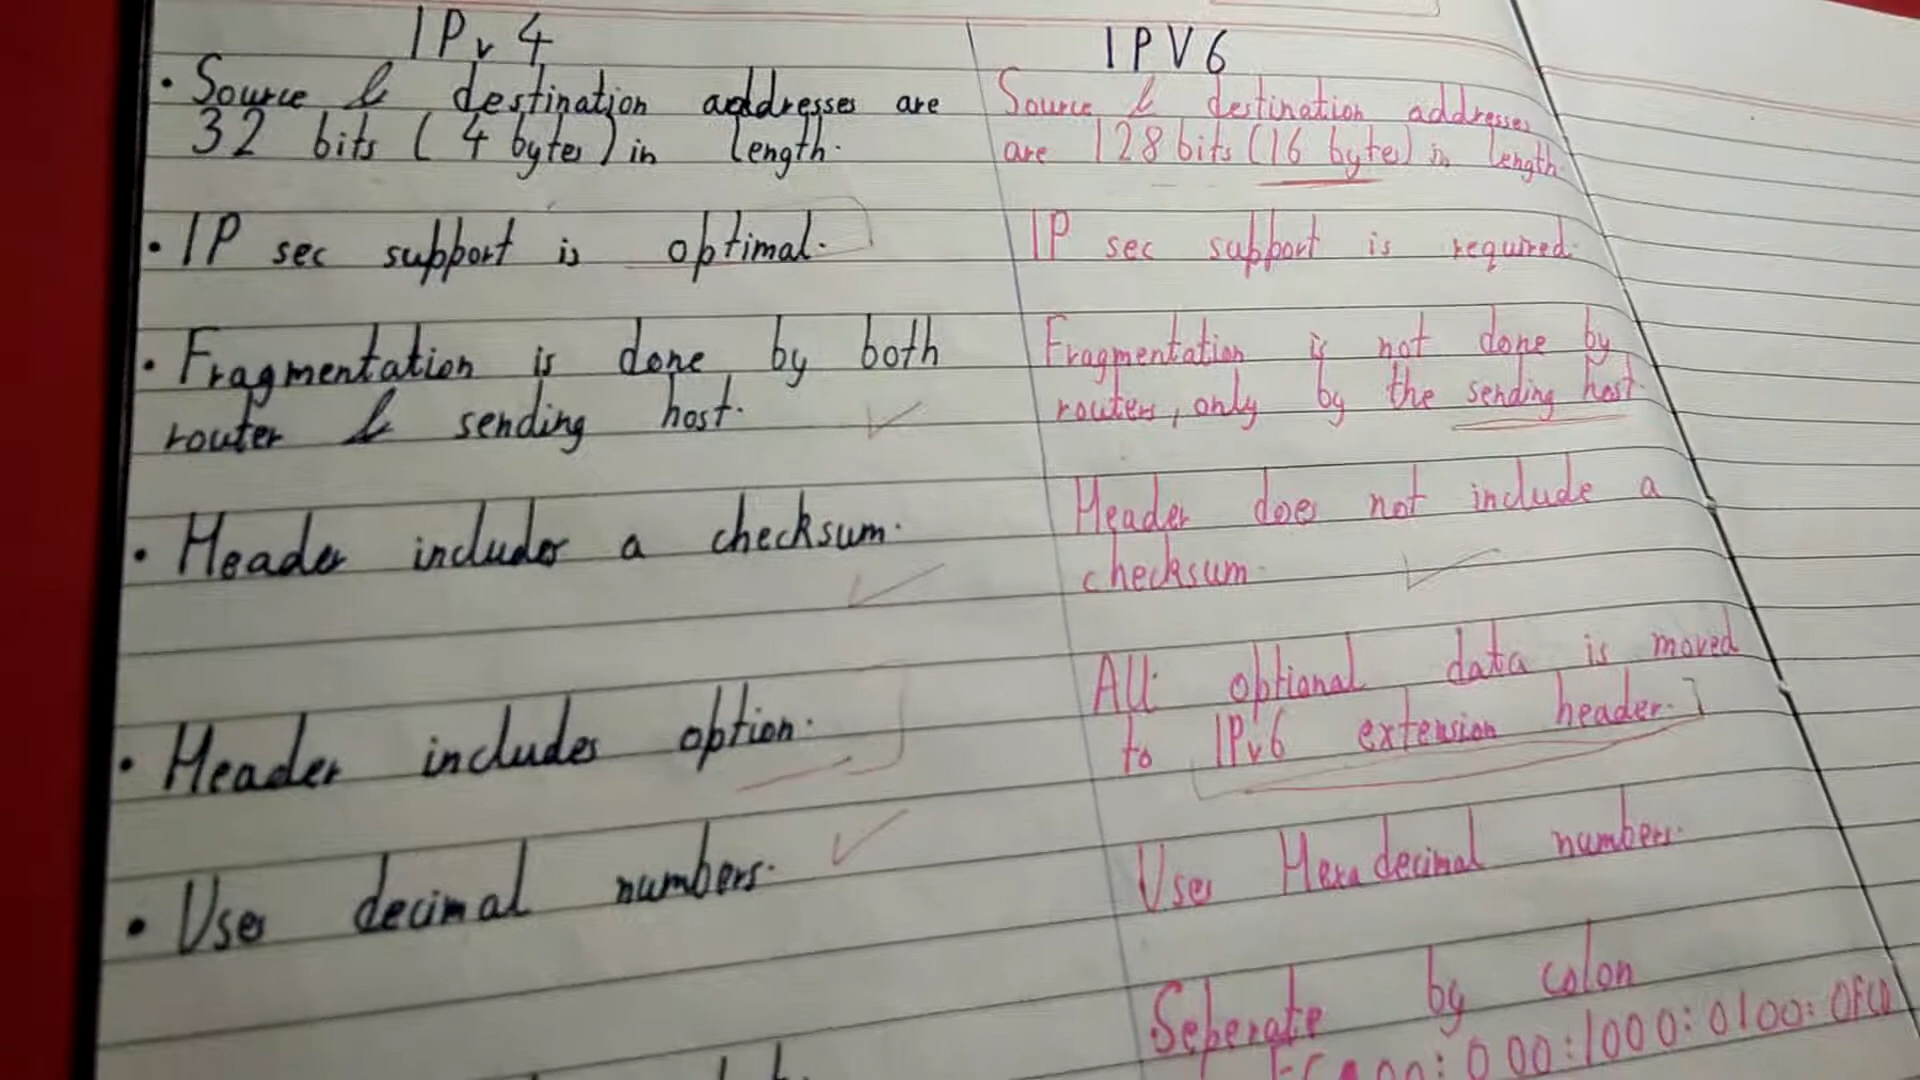 IPv4
• Source & destination addresses are
32 bits (4 bytes) in length.
• IP sec support is optimal.
• Fragmentation is done by both
router & sending host.
• Header includes a checksum.
• Header includes option.
• Uses decimal numbers.
IPV6
Source & destination addresses
are 128 bits (16 bytes) in length.
IP sec support is required.
Fragmentation is not done by
routers, only by the sending host.
Header does not include a
checksum.
All optional data is moved
to IPv6 extension header.]
Uses Hexadecimal numbers.
Seperate by colon
:1000:0100: